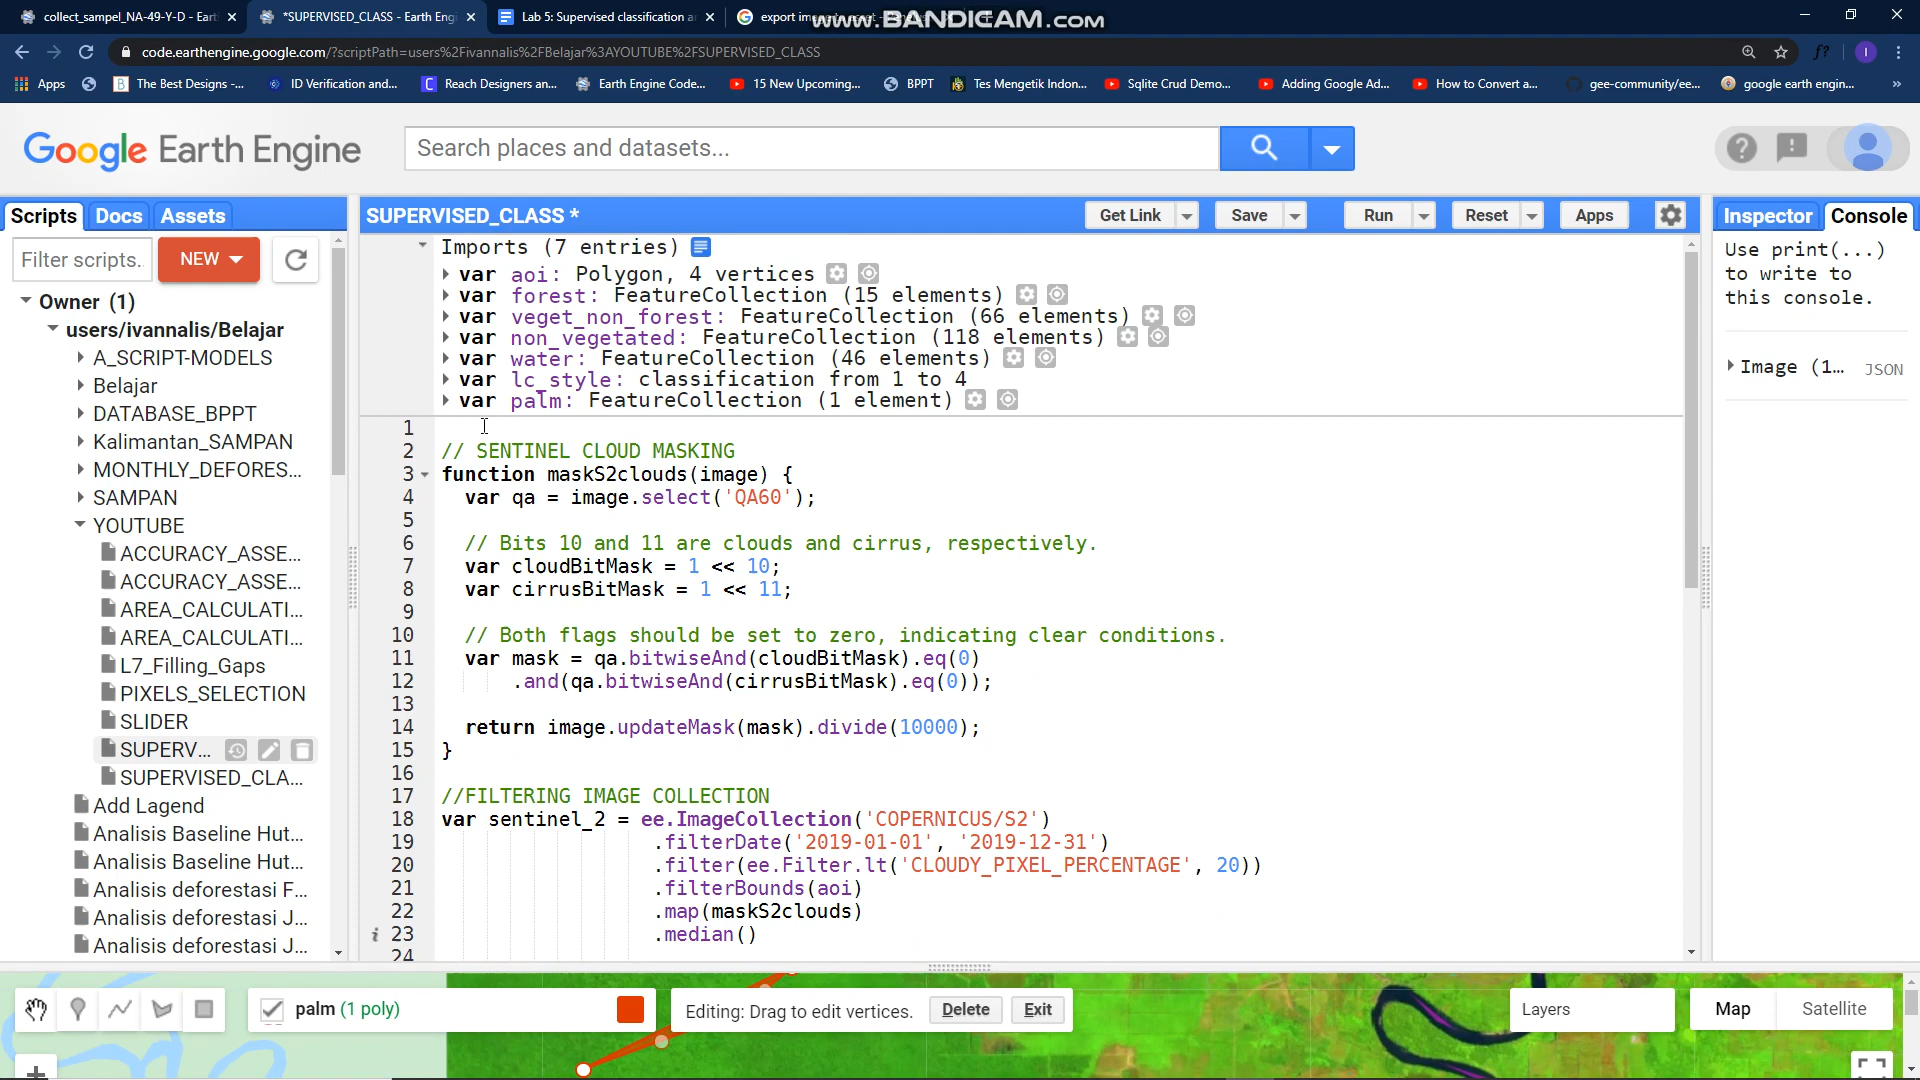 collect_sampel_NA-49-Y-D - Eart
*SUPERVISED_CLASS - Earth Engi
Lab 5: Supervised classification a
export im
www.BANDICAM.com
code.earthengine.google.com/?scriptPath=users%2Fivannalis%2FBelajar%3AYOUTUBE%2FSUPERVISED_CLASS
f?
I
Apps
The Best Designs -...
ID Verification and...
Reach Designers an...
Earth Engine Code...
15 New Upcoming...
BPPT
Tes Mengetik Indon...
Sqlite Crud Demo...
Adding Google Ad...
How to Convert a...
gee-community/ee...
google earth engin...
»
Google Earth Engine
Search places and datasets...
Scripts
Docs
Assets
SUPERVISED_CLASS *
Get Link
Save
Run
Reset
Apps
Inspector
Console
Filter scripts..
NEW
Owner (1)
users/ivannalis/Belajar
A_SCRIPT-MODELS
Belajar
DATABASE_BPPT
Kalimantan_SAMPAN
MONTHLY_DEFORES...
SAMPAN
YOUTUBE
ACCURACY_ASSE...
ACCURACY_ASSE...
AREA_CALCULATI...
AREA_CALCULATI...
L7_Filling_Gaps
PIXELS_SELECTION
SLIDER
SUPERV...
SUPERVISED_CLA...
Add Lagend
Analisis Baseline Hut...
Analisis Baseline Hut...
Analisis deforestasi F...
Analisis deforestasi J...
Analisis deforestasi J...
Imports (7 entries)
var aoi: Polygon, 4 vertices
var forest: FeatureCollection (15 elements)
var veget_non_forest: FeatureCollection (66 elements)
var non_vegetated: FeatureCollection (118 elements)
var water: FeatureCollection (46 elements)
var lc_style: classification from 1 to 4
var palm: FeatureCollection (1 element)
1
2 // SENTINEL CLOUD MASKING
3 function maskS2clouds(image) {
4 var qa = image.select('QA60');
5
6 // Bits 10 and 11 are clouds and cirrus, respectively.
7 var cloudBitMask = 1 << 10;
8 var cirrusBitMask = 1 << 11;
9
10 // Both flags should be set to zero, indicating clear conditions.
11 var mask = qa.bitwiseAnd(cloudBitMask).eq(0)
12 .and(qa.bitwiseAnd(cirrusBitMask).eq(0));
13
14 return image.updateMask(mask).divide(10000);
15 }
16
17 //FILTERING IMAGE COLLECTION
18 var sentinel_2 = ee.ImageCollection('COPERNICUS/S2')
19 .filterDate('2019-01-01', '2019-12-31')
20 .filter(ee.Filter.lt('CLOUDY_PIXEL_PERCENTAGE', 20))
21 .filterBounds(aoi)
22 .map(maskS2clouds)
i 23 .median()
24
Use print(...)
to write to
this console.
Image (1... JSON
palm (1 poly)
Editing: Drag to edit vertices.
Delete
Exit
Layers
Map
Satellite